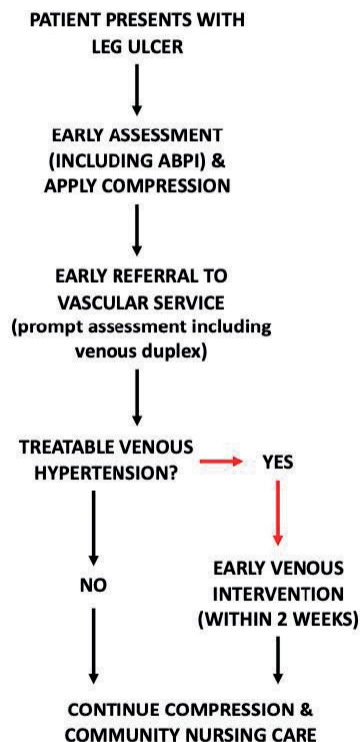 PATIENT PRESENTS WITH
LEG ULCER
EARLY ASSESSMENT
(INCLUDING ABPI) &
APPLY COMPRESSION
EARLY REFERRAL TO
VASCULAR SERVICE
(prompt assessment including
venous duplex)
TREATABLE VENOUS
HYPERTENSION?
YES
NO
EARLY VENOUS
INTERVENTION
(WITHIN 2 WEEKS)
CONTINUE COMPRESSION &
COMMUNITY NURSING CARE